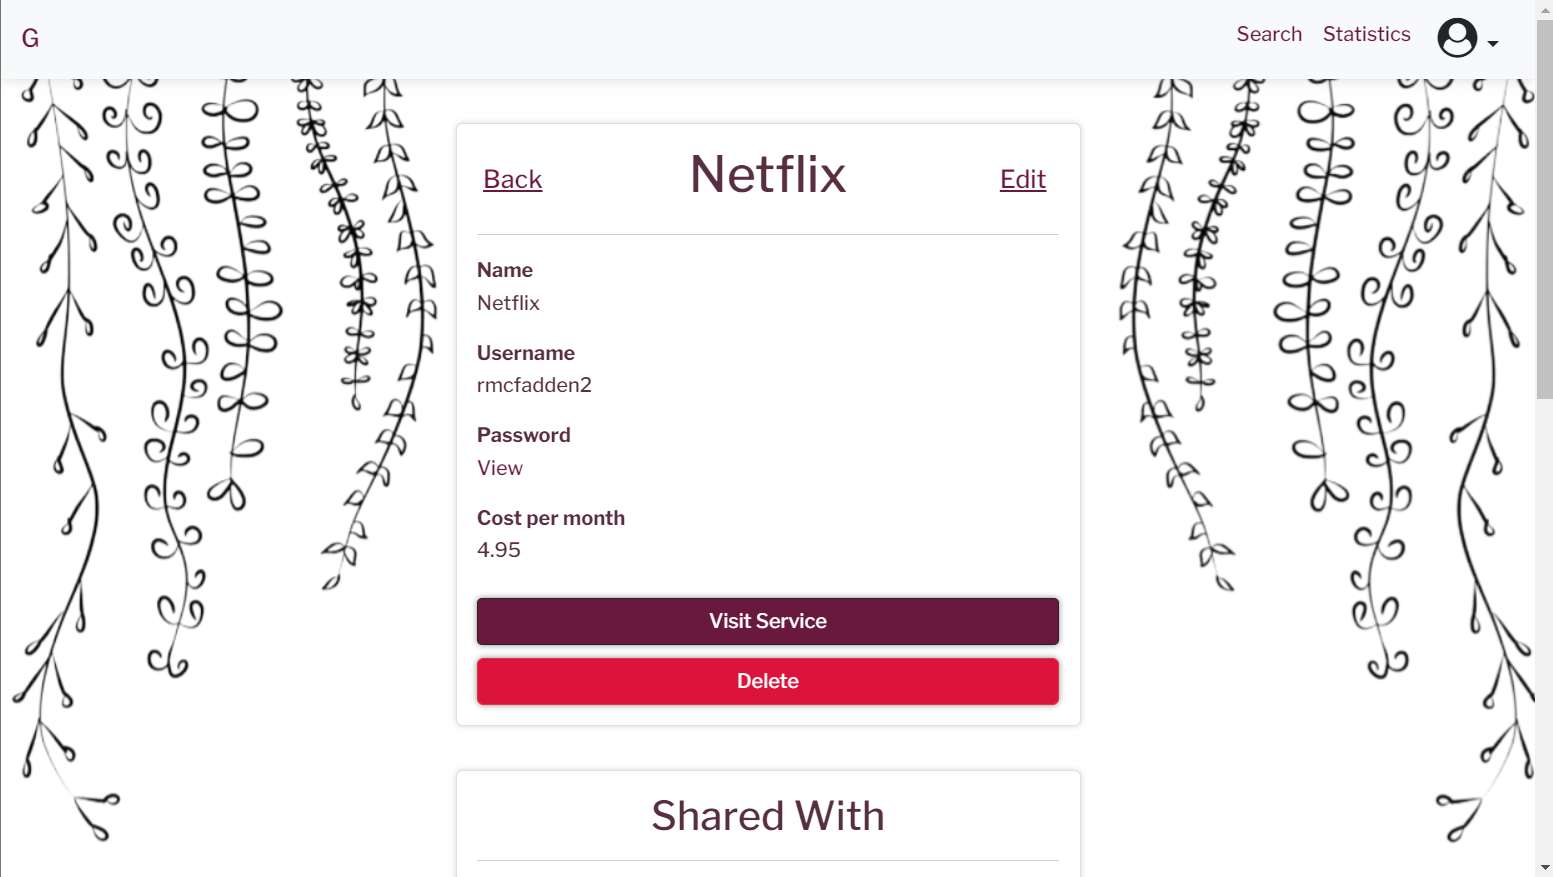 G
Search Statistics
Back Netflix Edit
Name
Netflix
Username
rmcfadden2
Password
View
Cost per month
4.95
Visit Service
Delete
Shared With